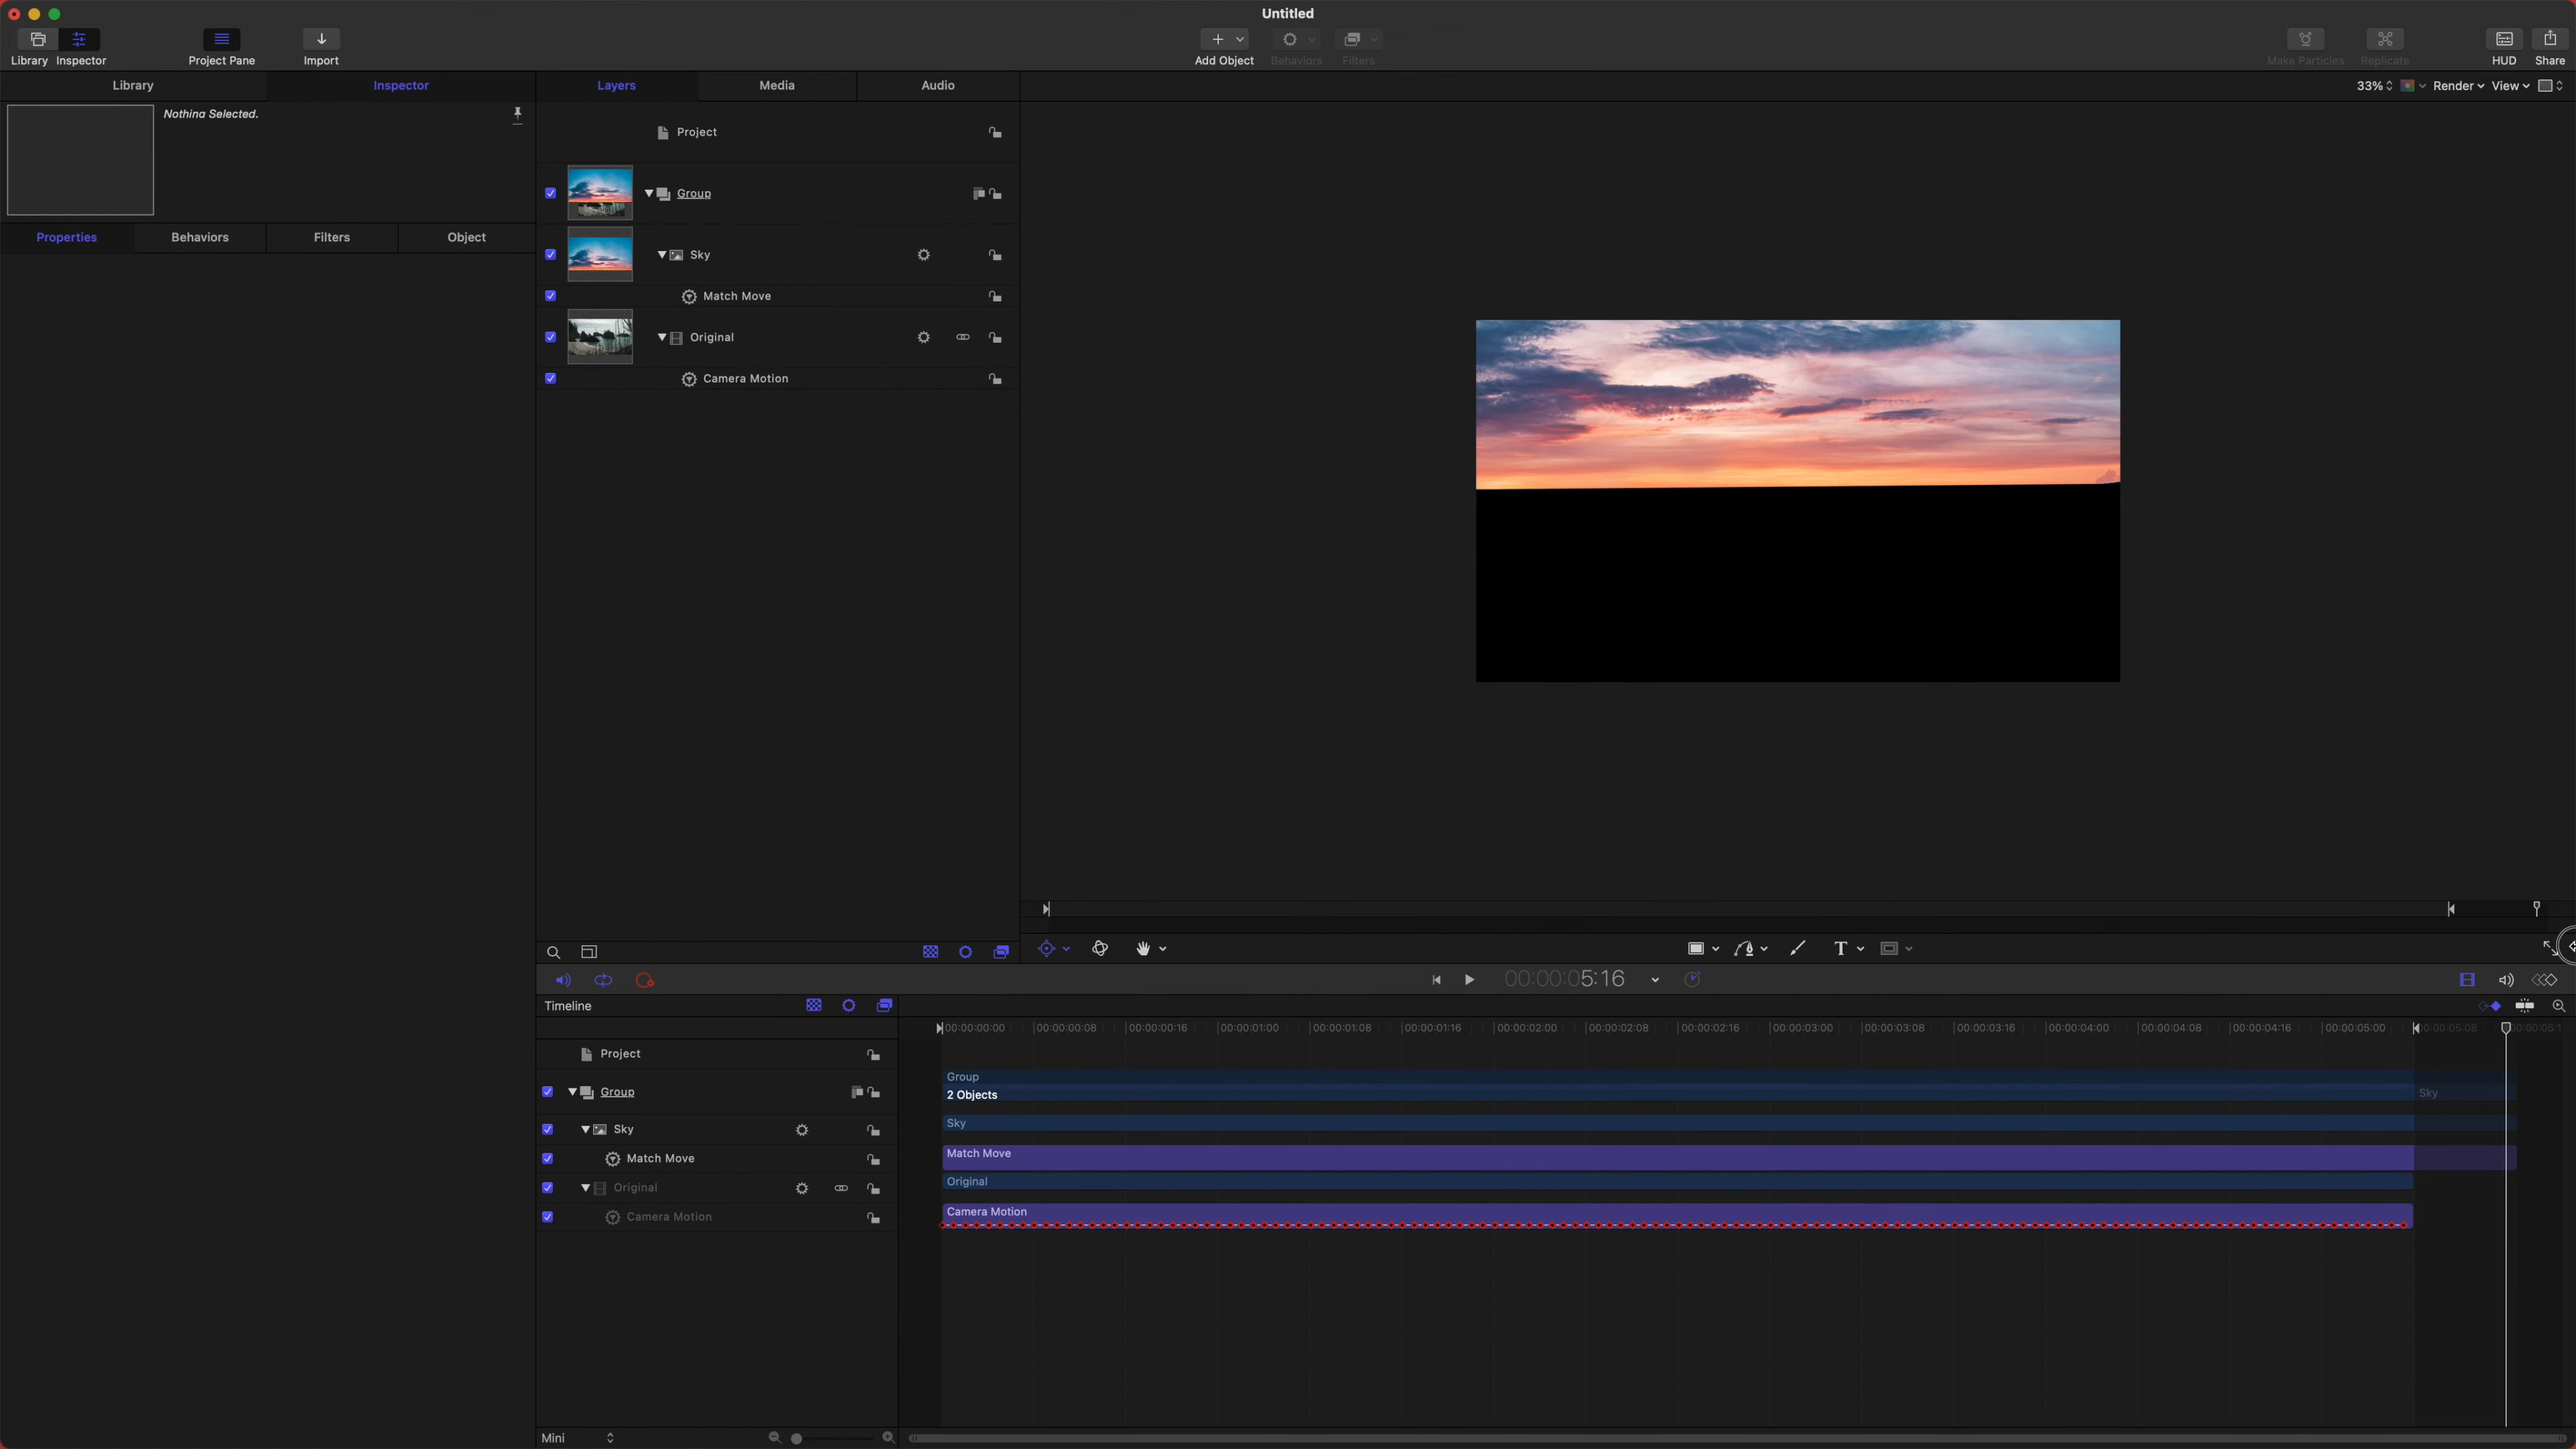 Untitled
Library
Inspector
Project Pane
Import
Add Object
Behaviors
Filters
Make Particles
Replicate
HUD
Share
Library
Inspector
Layers
Media
Audio
33%
Render
View
Nothing Selected.
Project
Group
Properties
Behaviors
Filters
Object
Sky
Match Move
Original
Camera Motion
T
00:00:05:16
Timeline
00:00:00:00
00:00:00:08
00:00:00:16
00:00:01:00
00:00:01:08
00:00:01:16
00:00:02:00
00:00:02:08
00:00:02:16
00:00:03:00
00:00:03:08
00:00:03:16
00:00:04:00
00:00:04:08
00:00:04:16
00:00:05:00
00:00:05:08
Project
Group
Group
2 Objects
Sky
Sky
Sky
Match Move
Match Move
Original
Original
Camera Motion
Camera Motion
Mini